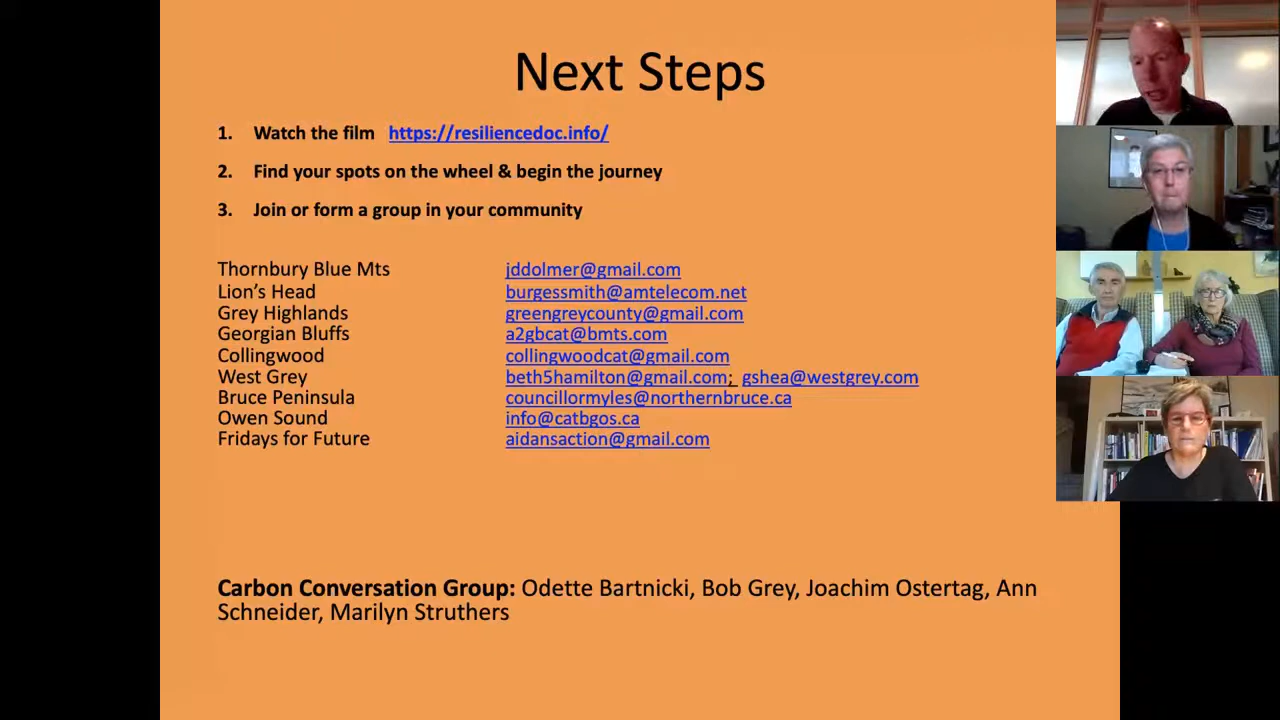 Next Steps
1. Watch the film https://resiliencedoc.info/
2. Find your spots on the wheel & begin the journey
3. Join or form a group in your community
Thornbury Blue Mts jddolmer@gmail.com
Lion's Head burgessmith@amtelecom.net
Grey Highlands greengreycounty@gmail.com
Georgian Bluffs a2gbcat@bmts.com
Collingwood collingwoodcat@gmail.com
West Grey beth5hamilton@gmail.com; gshea@westgrey.com
Bruce Peninsula councillormyles@northernbruce.ca
Owen Sound info@catbgos.ca
Fridays for Future aidansaction@gmail.com
Carbon Conversation Group: Odette Bartnicki, Bob Grey, Joachim Ostertag, Ann
Schneider, Marilyn Struthers